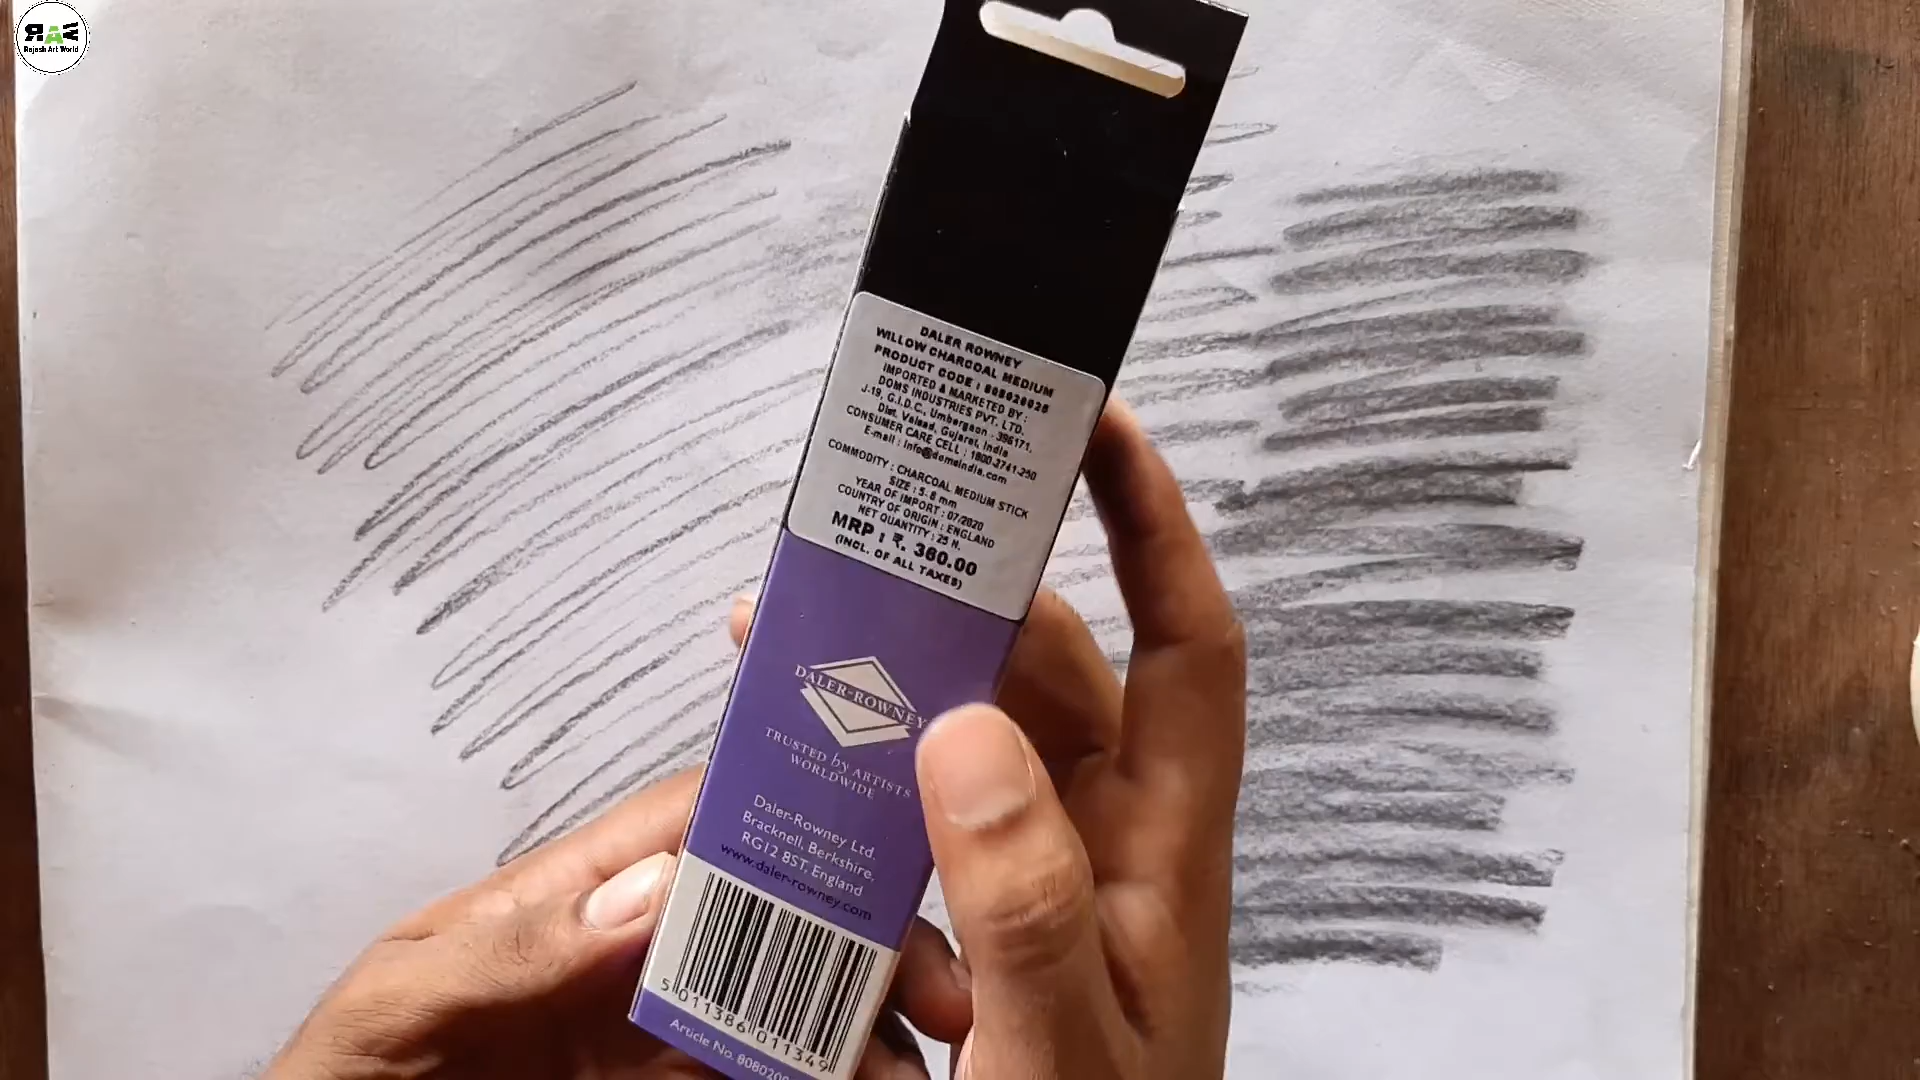 RAW
Rajesh Art World
DALER ROWNEY
WILLOW CHARCOAL MEDIUM
PRODUCT CODE : 808020026
IMPORTED & MARKETED BY :
DOMS INDUSTRIES PVT. LTD.
J-19, G.I.D.C., Umbergaon - 396171,
Dist. Valsad, Gujarat, India
CONSUMER CARE CELL : 1800-2741-250
E-mail : info@domsindia.com
COMMODITY : CHARCOAL MEDIUM STICK
SIZE : 5-8 mm
YEAR OF IMPORT : 07/2020
COUNTRY OF ORIGIN : ENGLAND
NET QUANTITY : 25 N.
MRP : ₹. 360.00
(INCL. OF ALL TAXES)
DALER-ROWNEY
TRUSTED by ARTISTS
WORLDWIDE
Daler-Rowney Ltd.
Bracknell, Berkshire,
RG12 8ST, England
www.daler-rowney.com
5 011386 011349
Article No.